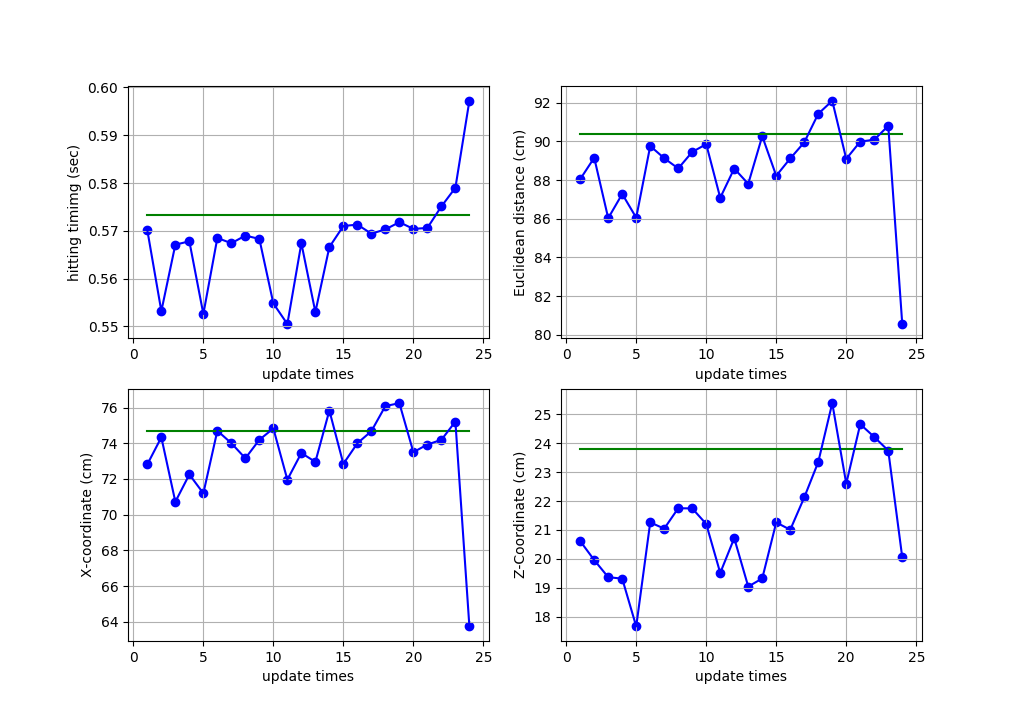 0.60
0.59
0.58
0.57
0.56
0.55
hitting timimg (sec)
0 5 10 15 20 25
update times
92
90
88
86
84
82
80
Euclidean distance (cm)
0 5 10 15 20 25
update times
76
74
72
70
68
66
64
X-coordinate (cm)
0 5 10 15 20 25
update times
25
24
23
22
21
20
19
18
Z-Coordinate (cm)
0 5 10 15 20 25
update times